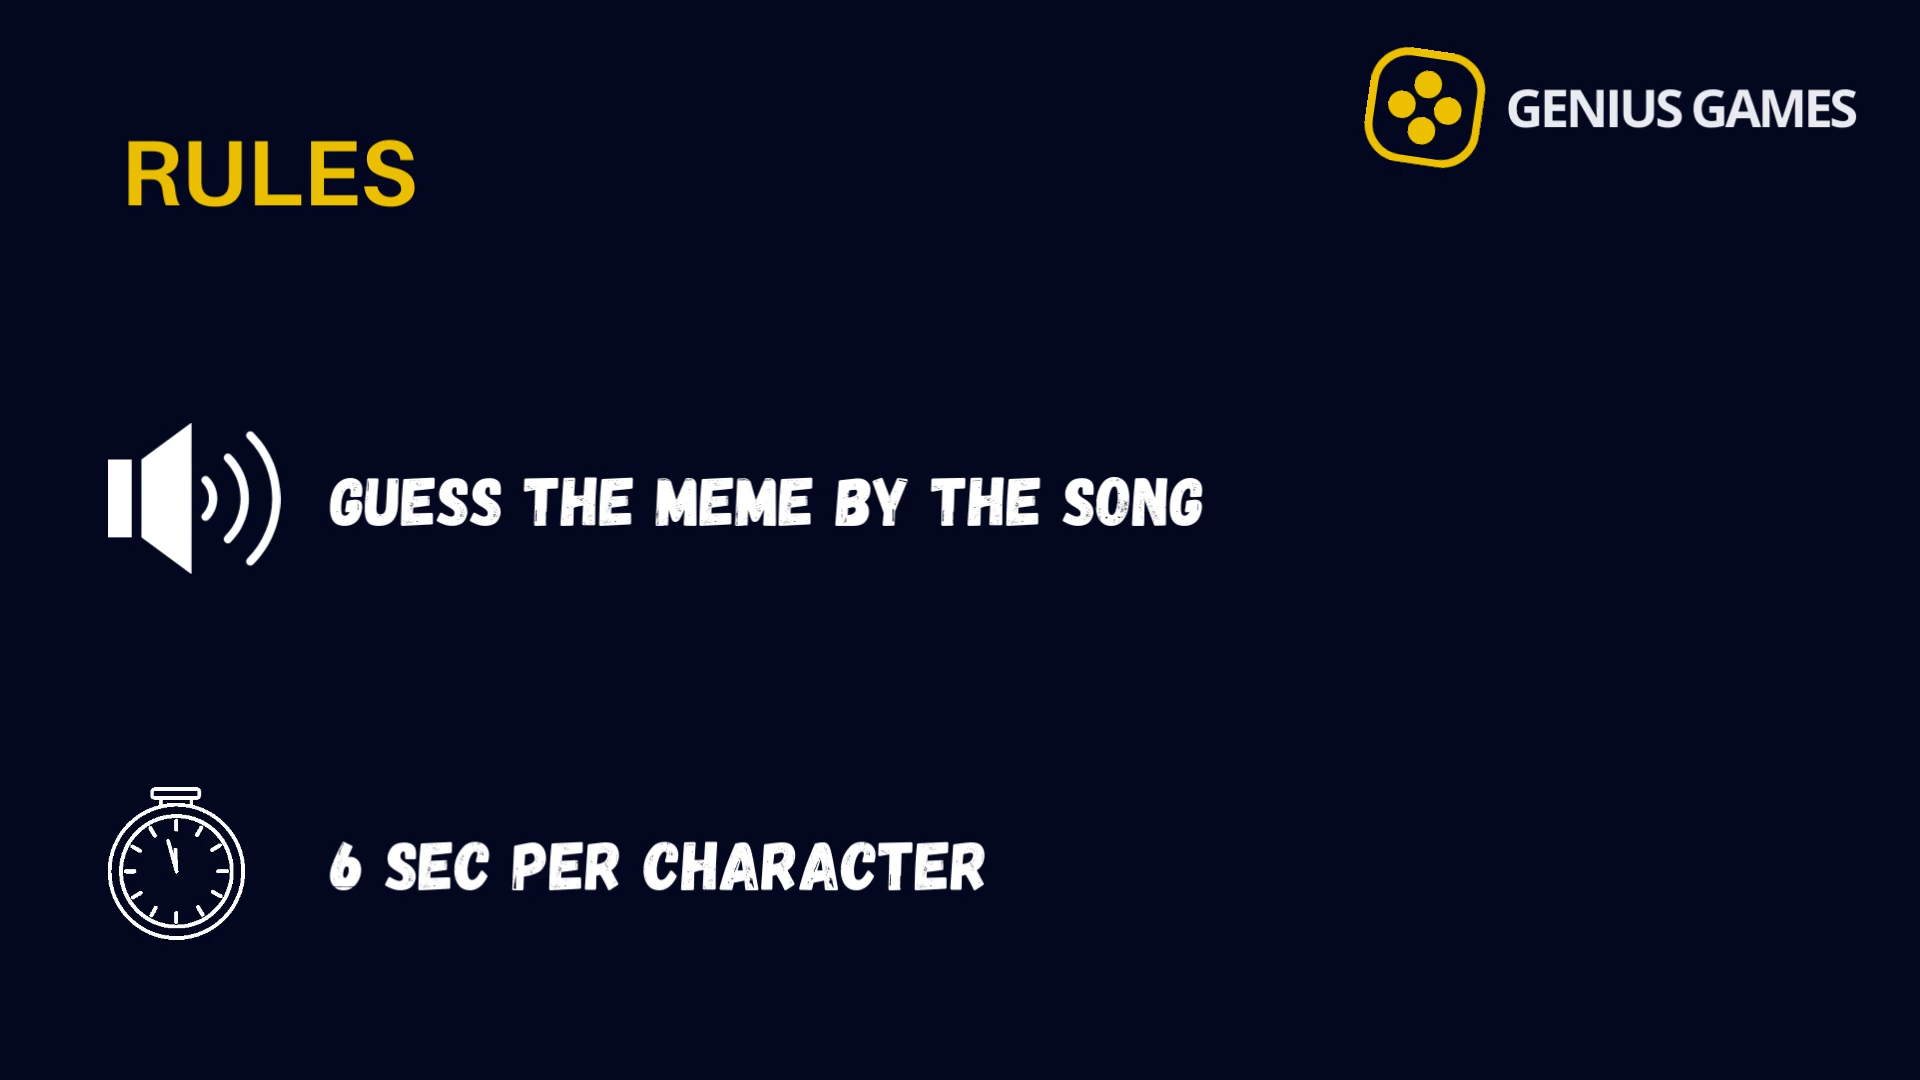 GENIUS GAMES
RULES
GUESS THE MEME BY THE SONG
6 SEC PER CHARACTER